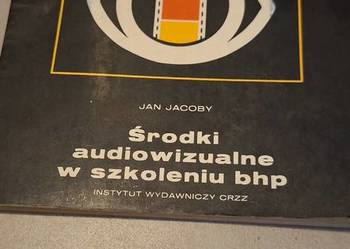 JAN JACOBY
Środki
audiowizualne
w szkoleniu bhp
INSTYTUT WYDAWNICZY CRZZ